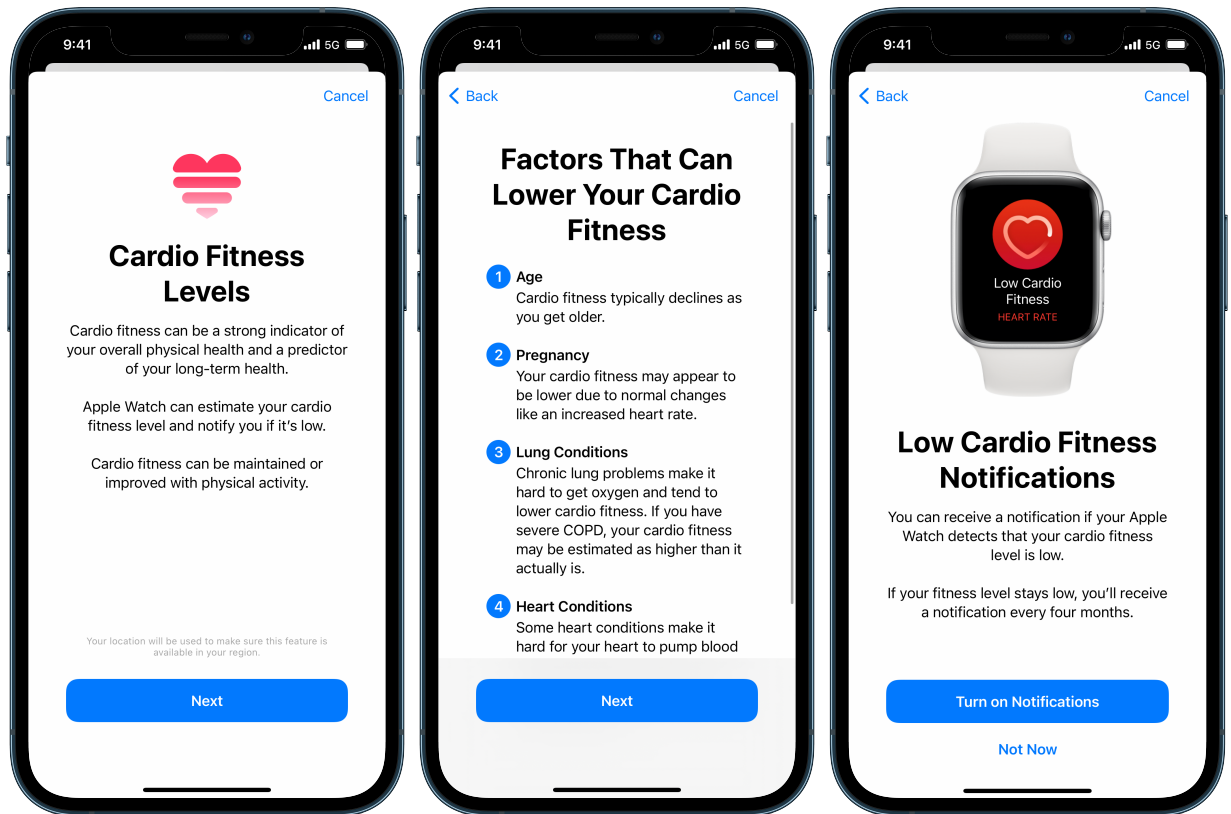 9:41
5G
Cancel
Cardio Fitness
Levels
Cardio fitness can be a strong indicator of
your overall physical health and a predictor
of your long-term health.
Apple Watch can estimate your cardio
fitness level and notify you if it's low.
Cardio fitness can be maintained or
improved with physical activity.
Your location will be used to make sure this feature is
available in your region.
Next
9:41
5G
Back
Cancel
Factors That Can
Lower Your Cardio
Fitness
1 Age
Cardio fitness typically declines as
you get older.
2 Pregnancy
Your cardio fitness may appear to
be lower due to normal changes
like an increased heart rate.
3 Lung Conditions
Chronic lung problems make it
hard to get oxygen and tend to
lower cardio fitness. If you have
severe COPD, your cardio fitness
may be estimated as higher than it
actually is.
4 Heart Conditions
Some heart conditions make it
hard for your heart to pump blood
Next
9:41
5G
Back
Cancel
Low Cardio
Fitness
HEART RATE
Low Cardio Fitness
Notifications
You can receive a notification if your Apple
Watch detects that your cardio fitness
level is low.
If your fitness level stays low, you'll receive
a notification every four months.
Turn on Notifications
Not Now